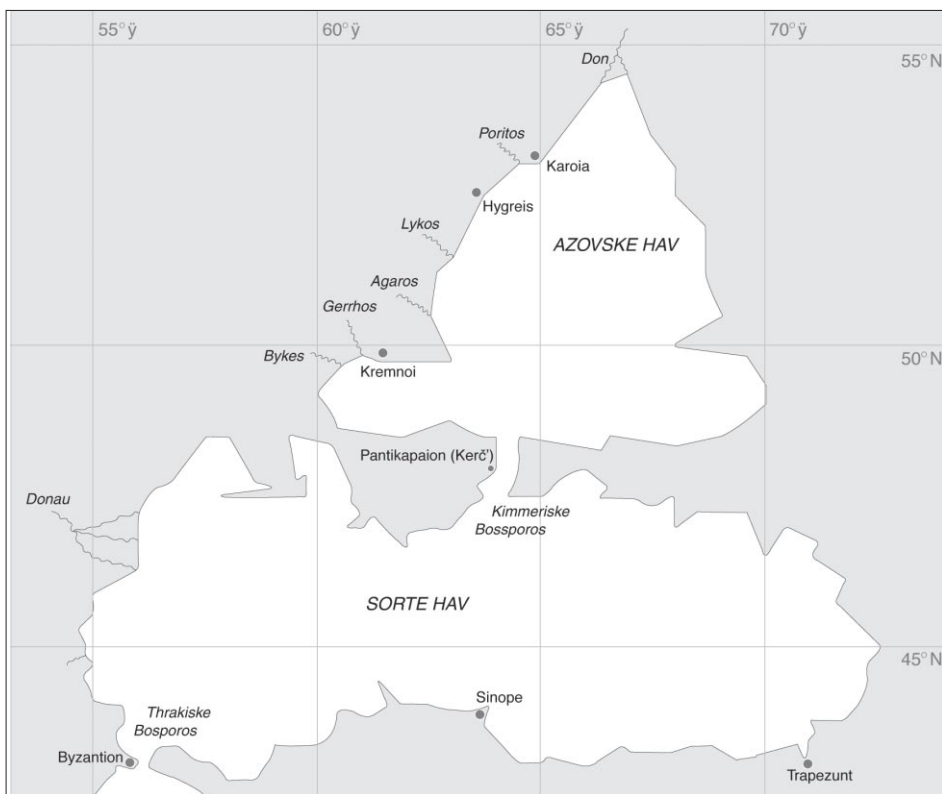 55° ÿ
60° ÿ
65° ÿ
70° ÿ
55° N
Don
Poritos
Karoia
Hygreis
Lykos
AZOVSKE HAV
Agaros
Gerrhos
Bykes
Kremnoi
50° N
Pantikapaion (Kerč')
Donau
Kimmeriske
Bossporos
SORTE HAV
45° N
Sinope
Thrakiske
Bosporos
Byzantion
Trapezunt